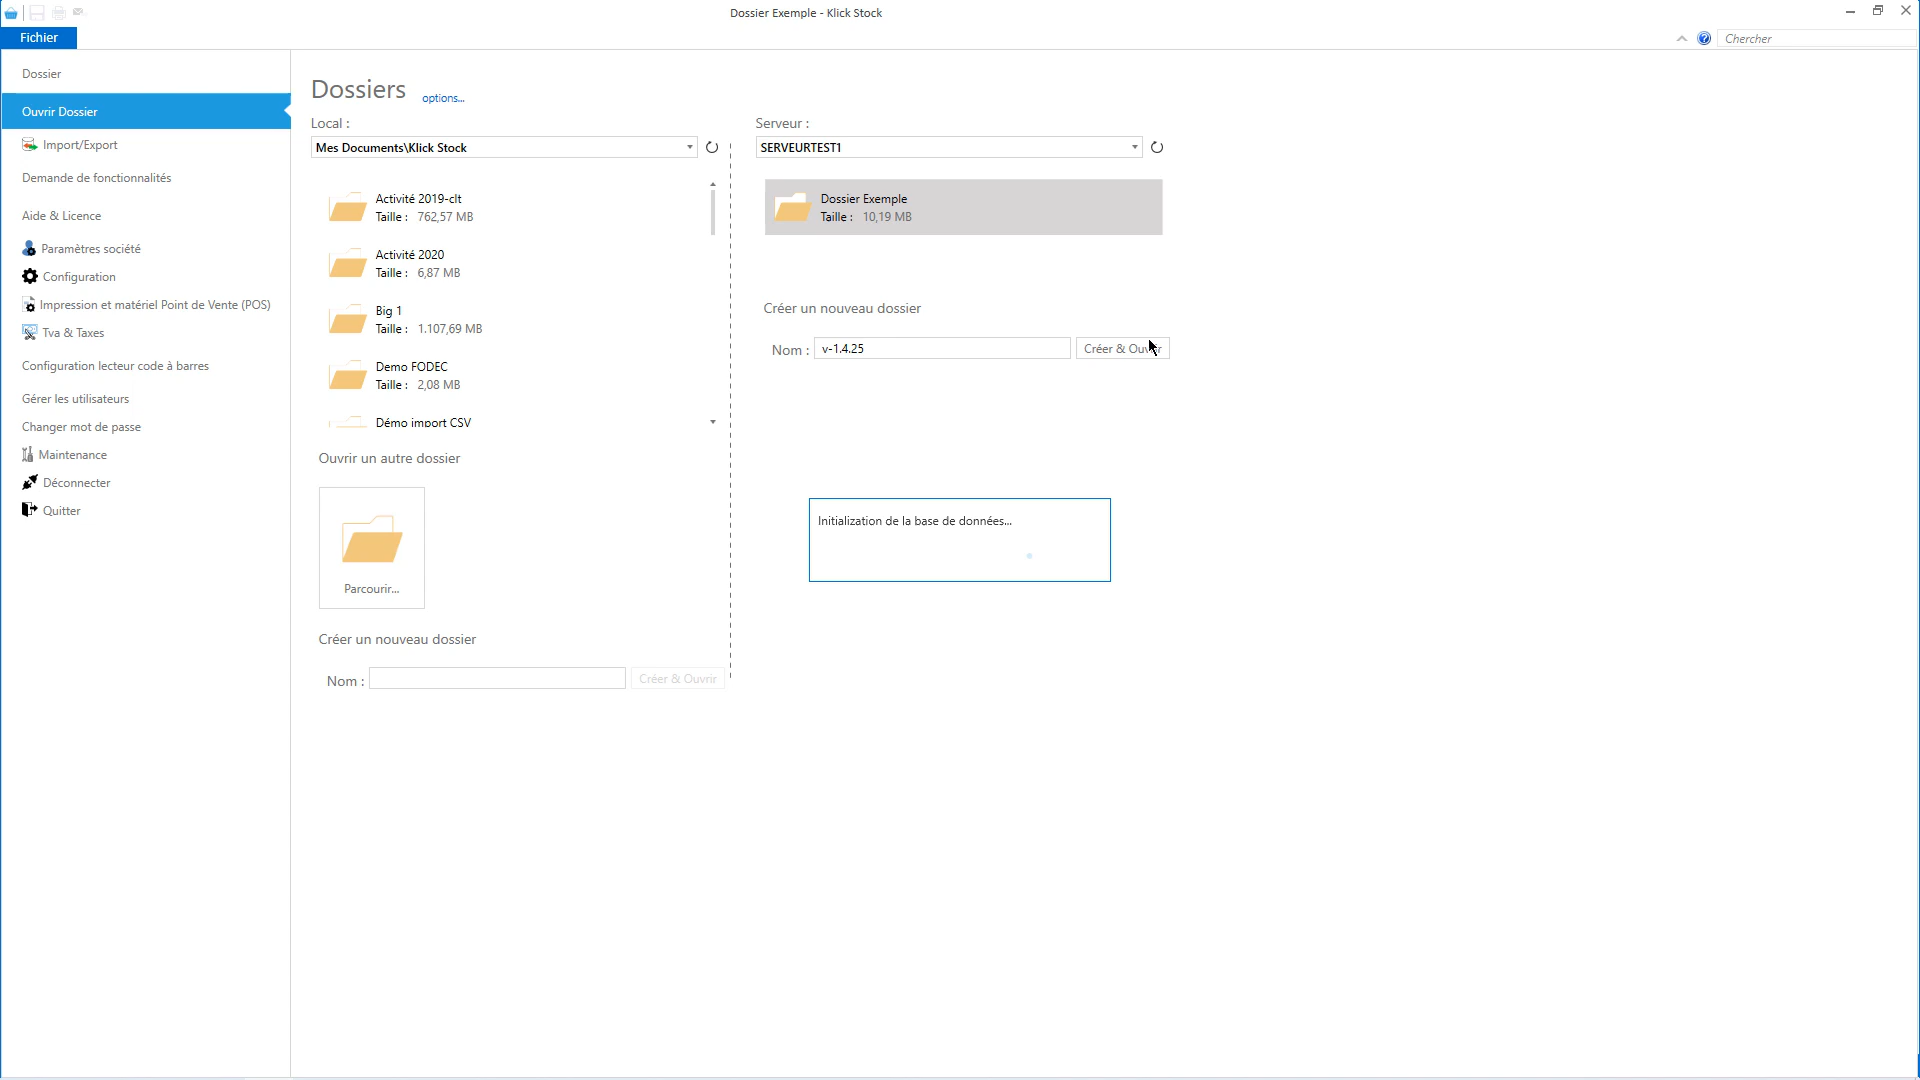 Dossier Exemple - Klick Stock
Fichier
Chercher
Dossier
Ouvrir Dossier
Import/Export
Demande de fonctionnalités
Aide & Licence
Paramètres société
Configuration
Impression et matériel Point de Vente (POS)
Tva & Taxes
Configuration lecteur code à barres
Gérer les utilisateurs
Changer mot de passe
Maintenance
Déconnecter
Quitter
Dossiers options...
Local :
Mes Documents\Klick Stock
Activité 2019-clt
Taille : 762,57 MB
Activité 2020
Taille : 6,87 MB
Big 1
Taille : 1.107,69 MB
Demo FODEC
Taille : 2,08 MB
Démo import CSV
Ouvrir un autre dossier
Parcourir...
Créer un nouveau dossier
Nom : Créer & Ouvrir
Serveur :
SERVEURTEST1
Dossier Exemple
Taille : 10,19 MB
Créer un nouveau dossier
Nom : v-1.4.25 Créer & Ouvrir
Initialization de la base de données...